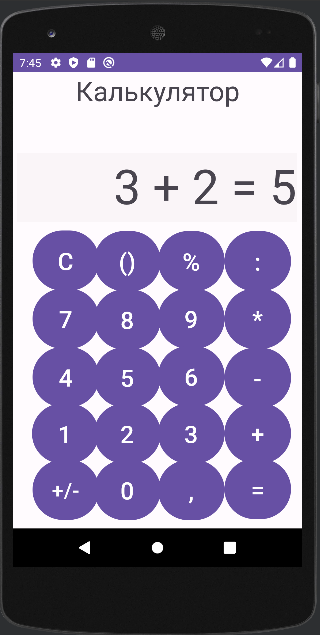 7:45
Калькулятор
3 + 2 = 5
C () % :
7 8 9 *
4 5 6 -
1 2 3 +
+/- 0 , =